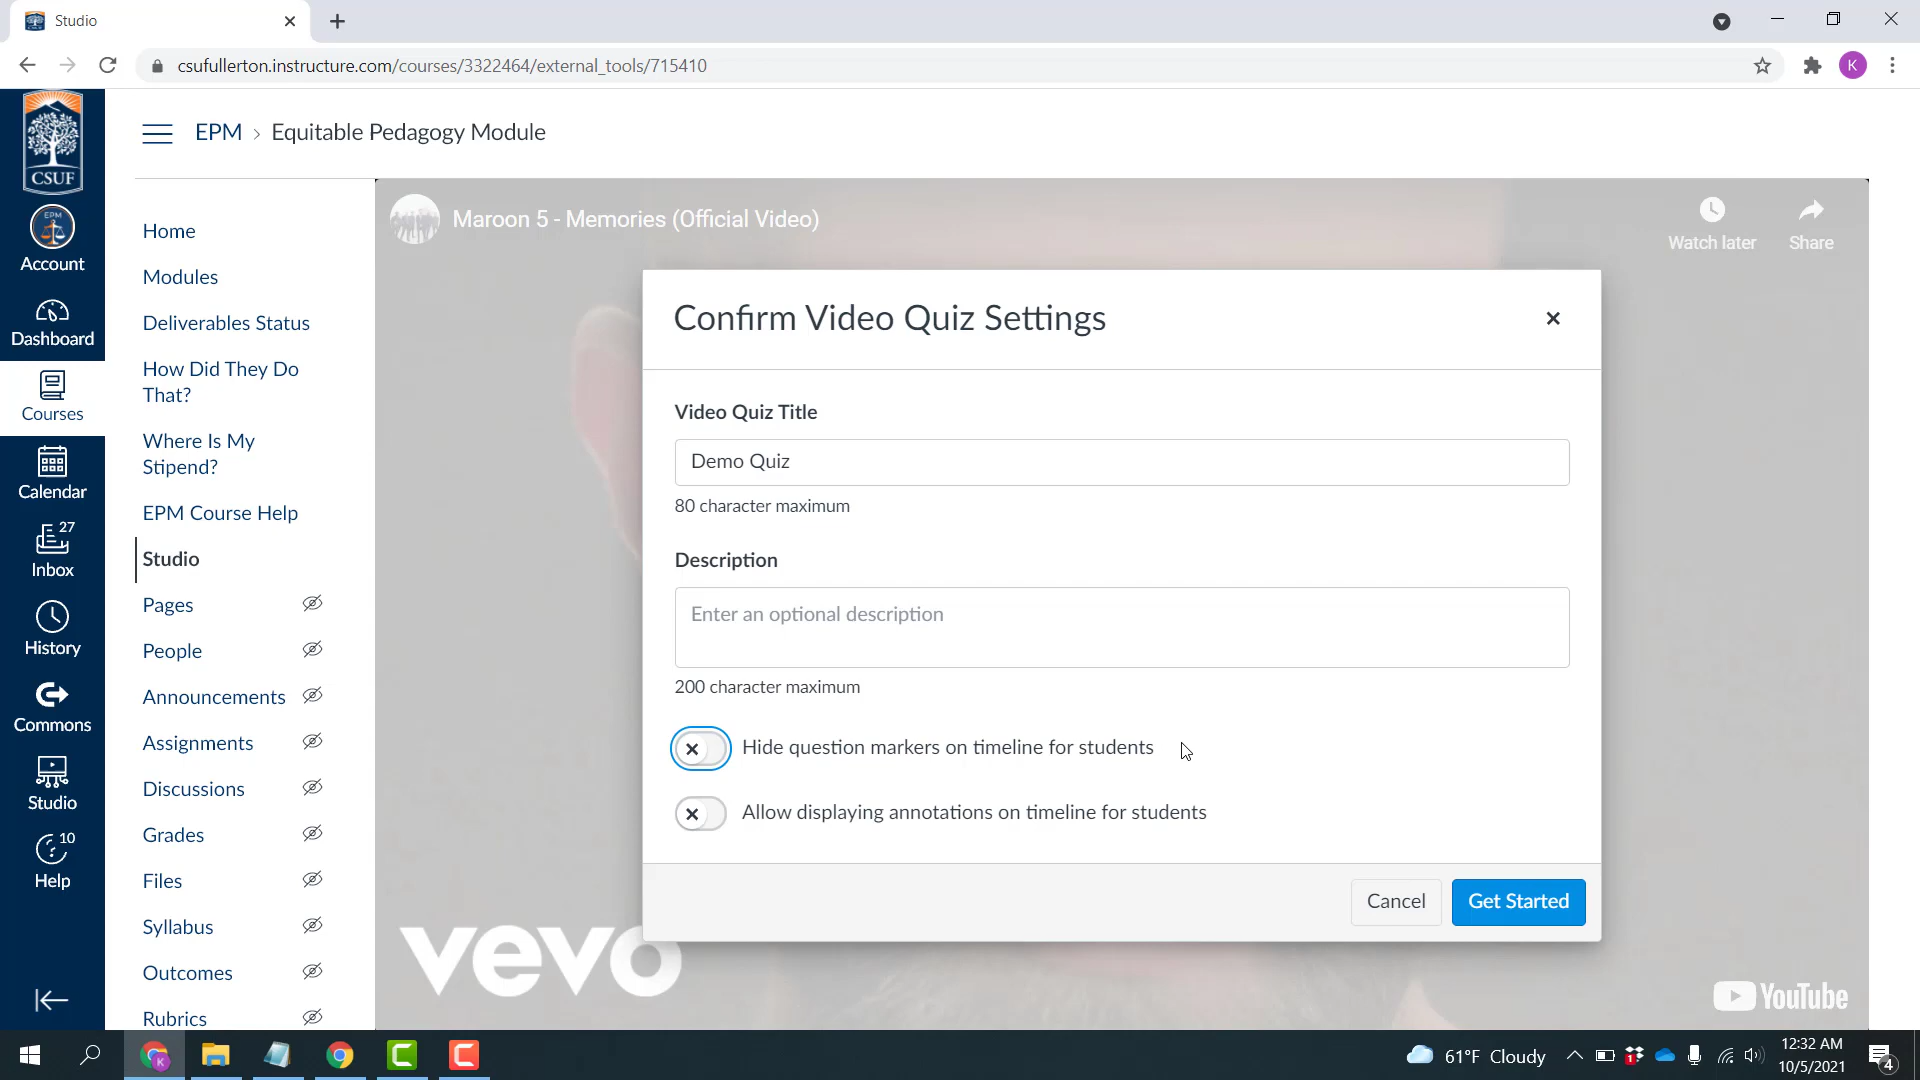 Studio
csufullerton.instructure.com/courses/3322464/external_tools/715410
K
CSUF
EPM
Account
Dashboard
Courses
Calendar
27
Inbox
History
Commons
Studio
10
Help
EPM > Equitable Pedagogy Module
Home
Modules
Deliverables Status
How Did They Do
That?
Where Is My
Stipend?
EPM Course Help
Studio
Pages
People
Announcements
Assignments
Discussions
Grades
Files
Syllabus
Outcomes
Rubrics
Maroon 5 - Memories (Official Video)
Watch later
Share
Confirm Video Quiz Settings
Video Quiz Title
Demo Quiz
80 character maximum
Description
Enter an optional description
200 character maximum
Hide question markers on timeline for students
Allow displaying annotations on timeline for students
Cancel
Get Started
vevo
YouTube
K
61°F Cloudy
1
12:32 AM
10/5/2021
4